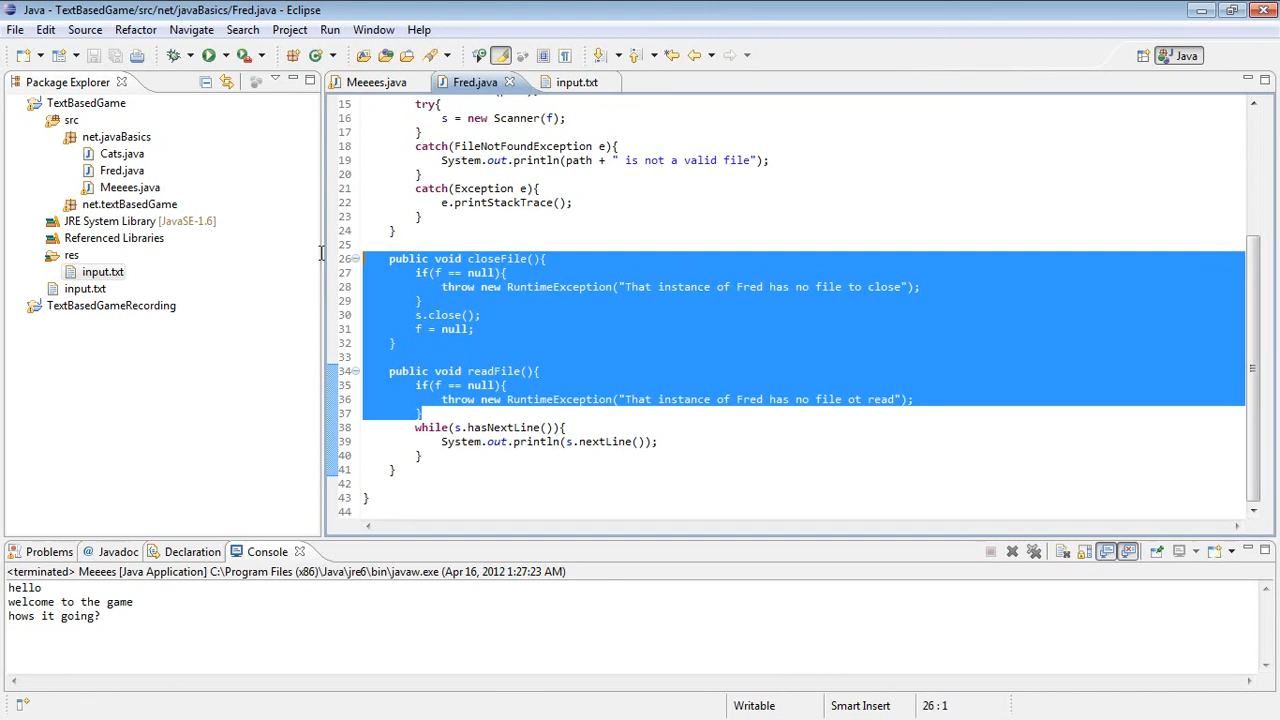 Java - TextBasedGame/src/net/javaBasics/Fred.java - Eclipse
File Edit Source Refactor Navigate Search Project Run Window Help
Java
Package Explorer
Meeees.java Fred.java input.txt
TextBasedGame
src
net.javaBasics
Cats.java
Fred.java
Meeees.java
net.textBasedGame
JRE System Library [JavaSE-1.6]
Referenced Libraries
res
input.txt
input.txt
TextBasedGameRecording
15 try{
16 s = new Scanner(f);
17 }
18 catch(FileNotFoundException e){
19 System.out.println(path + " is not a valid file");
20 }
21 catch(Exception e){
22 e.printStackTrace();
23 }
24 }
25
26 public void closeFile(){
27 if(f == null){
28 throw new RuntimeException("That instance of Fred has no file to close");
29 }
30 s.close();
31 f = null;
32 }
33
34 public void readFile(){
35 if(f == null){
36 throw new RuntimeException("That instance of Fred has no file ot read");
37 }
38 while(s.hasNextLine()){
39 System.out.println(s.nextLine());
40 }
41 }
42
43 }
44
Problems Javadoc Declaration Console
<terminated> Meeees [Java Application] C:\Program Files (x86)\Java\jre6\bin\javaw.exe (Apr 16, 2012 1:27:23 AM)
hello
welcome to the game
hows it going?
Writable Smart Insert 26 : 1